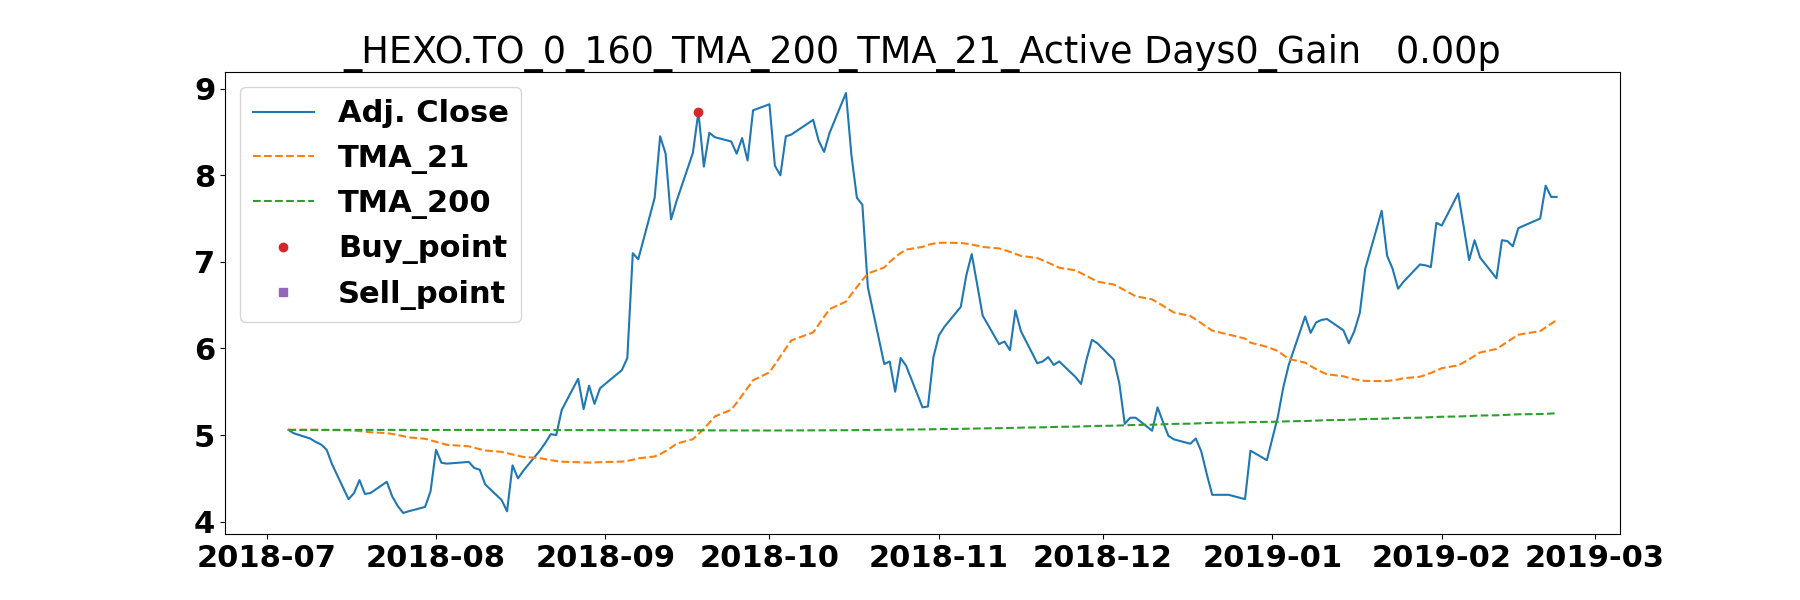 _HEXO.TO_0_160_TMA_200_TMA_21_Active Days0_Gain   0.00p
9
8
7
6
5
4
Adj. Close
TMA_21
TMA_200
Buy_point
Sell_point
2018-07 2018-08 2018-09 2018-10 2018-11 2018-12 2019-01 2019-02 2019-03